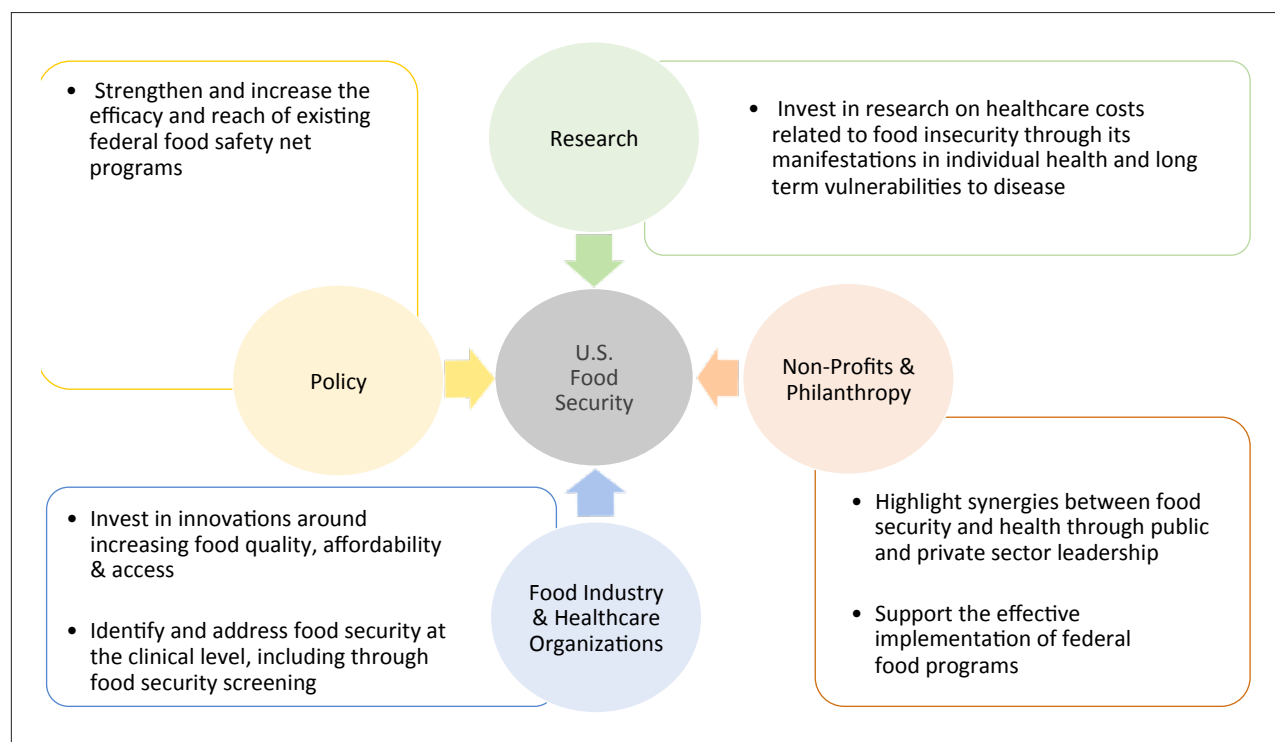 • Strengthen and increase the
efficacy and reach of existing
federal food safety net
programs
Research
• Invest in research on healthcare costs
related to food insecurity through its
manifestations in individual health and long
term vulnerabilities to disease
Policy
U.S.
Food
Security
Non-Profits &
Philanthropy
• Invest in innovations around
increasing food quality, affordability
& access
• Identify and address food security at
the clinical level, including through
food security screening
Food Industry
& Healthcare
Organizations
• Highlight synergies between food
security and health through public
and private sector leadership
• Support the effective
implementation of federal
food programs